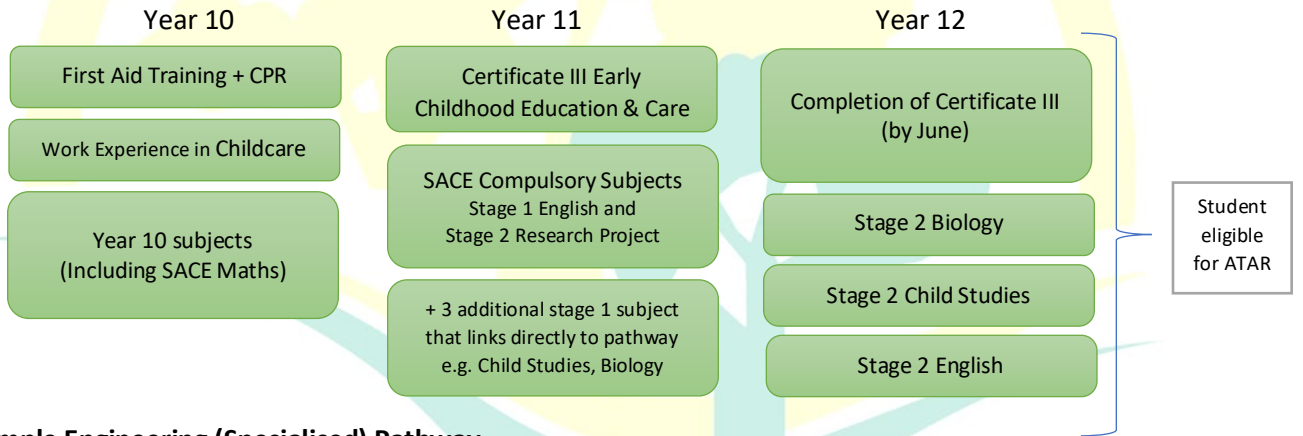 Year 10
First Aid Training + CPR
Work Experience in Childcare
Year 10 subjects
(Including SACE Maths)
Year 11
Certificate III Early
Childhood Education & Care
SACE Compulsory Subjects
Stage 1 English and
Stage 2 Research Project
+ 3 additional stage 1 subject
that links directly to pathway
e.g. Child Studies, Biology
Year 12
Completion of Certificate III
(by June)
Stage 2 Biology
Stage 2 Child Studies
Stage 2 English
Student
eligible
for ATAR
Engineering (Specialised) Pathway